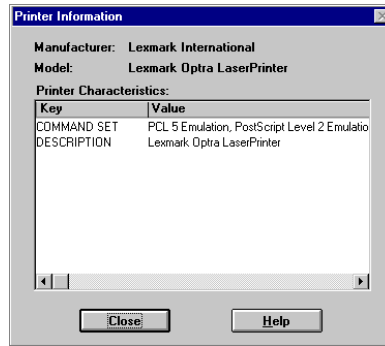 Printer Information
Manufacturer: Lexmark International
Model: Lexmark Optra LaserPrinter
Printer Characteristics:
Key Value
COMMAND SET PCL 5 Emulation, PostScript Level 2 Emulatio
DESCRIPTION Lexmark Optra LaserPrinter
Close Help